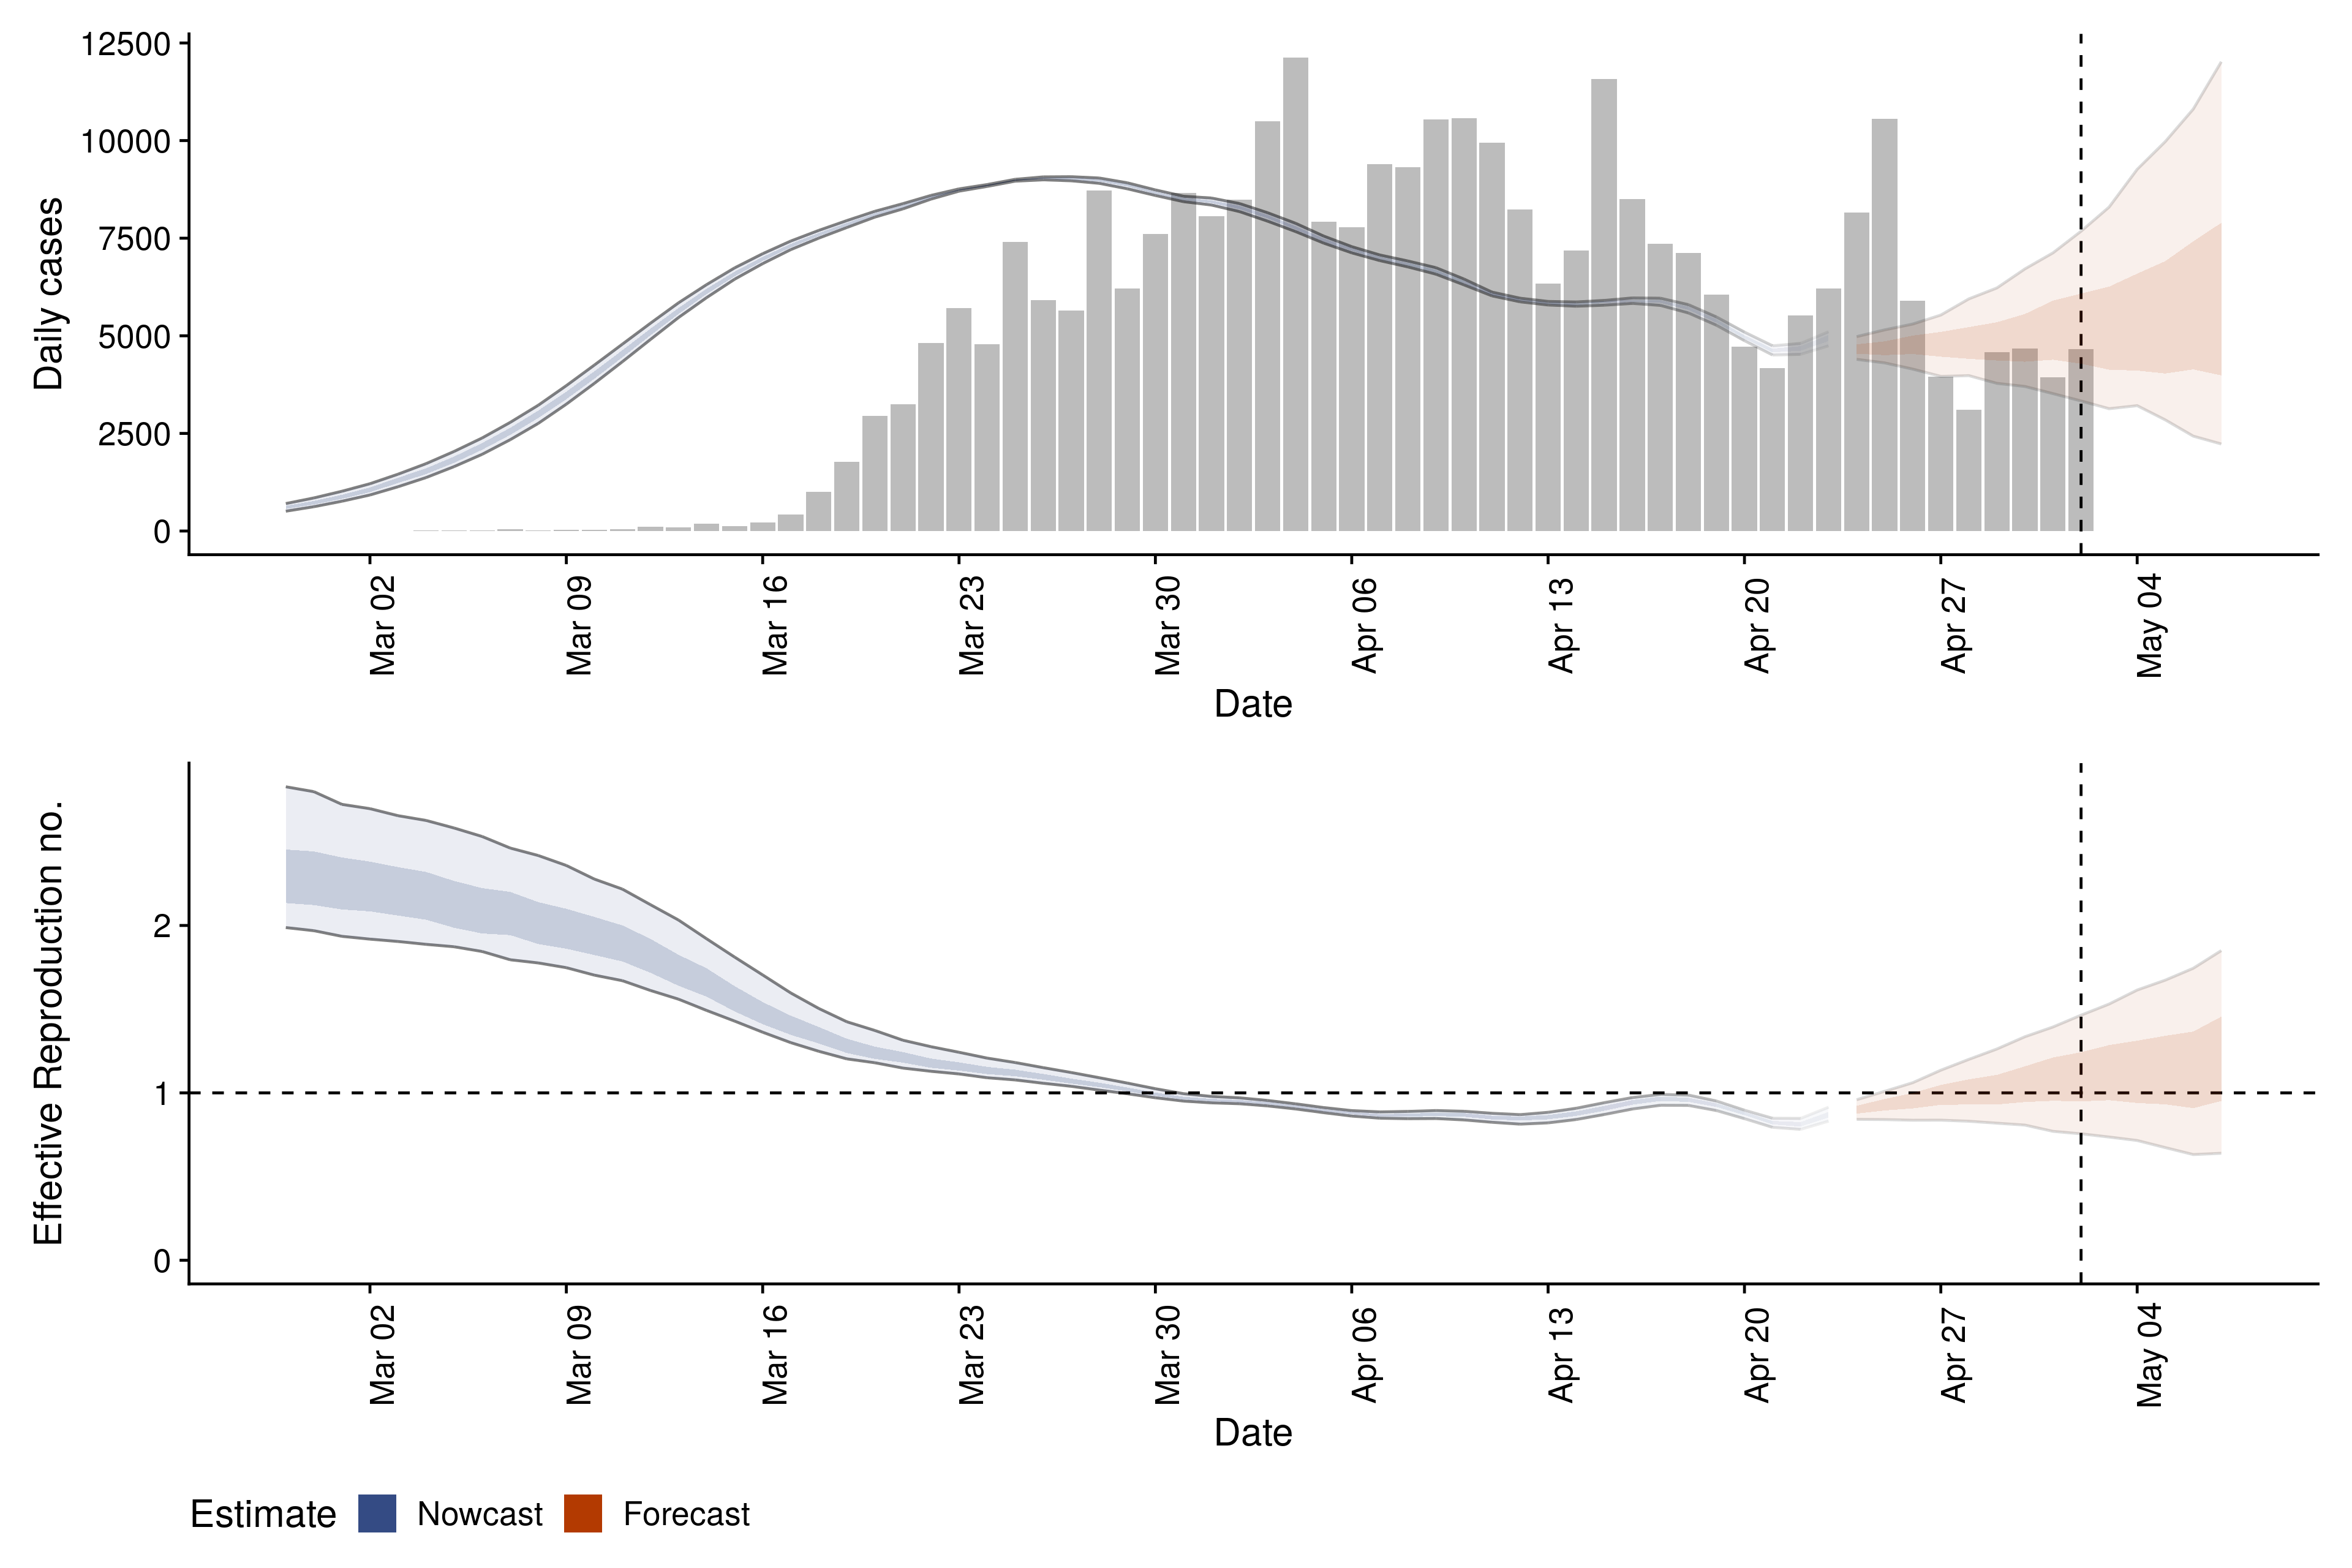 12500
10000
7500
5000
2500
0
Daily cases
Mar 02
Mar 09
Mar 16
Mar 23
Mar 30
Apr 06
Apr 13
Apr 20
Apr 27
May 04
Date
2
1
0
Effective Reproduction no.
Mar 02
Mar 09
Mar 16
Mar 23
Mar 30
Apr 06
Apr 13
Apr 20
Apr 27
May 04
Date
Estimate Nowcast Forecast